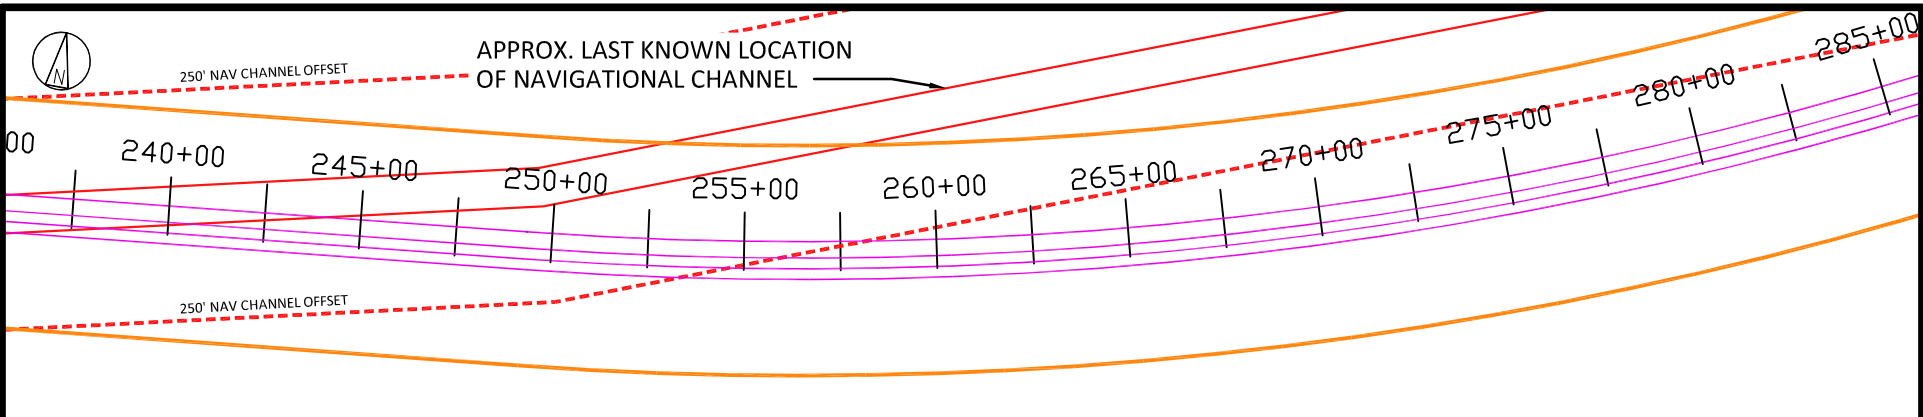 APPROX. LAST KNOWN LOCATION
OF NAVIGATIONAL CHANNEL
N
250' NAV CHANNEL OFFSET
00
240+00
245+00
250+00
255+00
260+00
265+00
270+00
275+00
280+00
285+00
250' NAV CHANNEL OFFSET